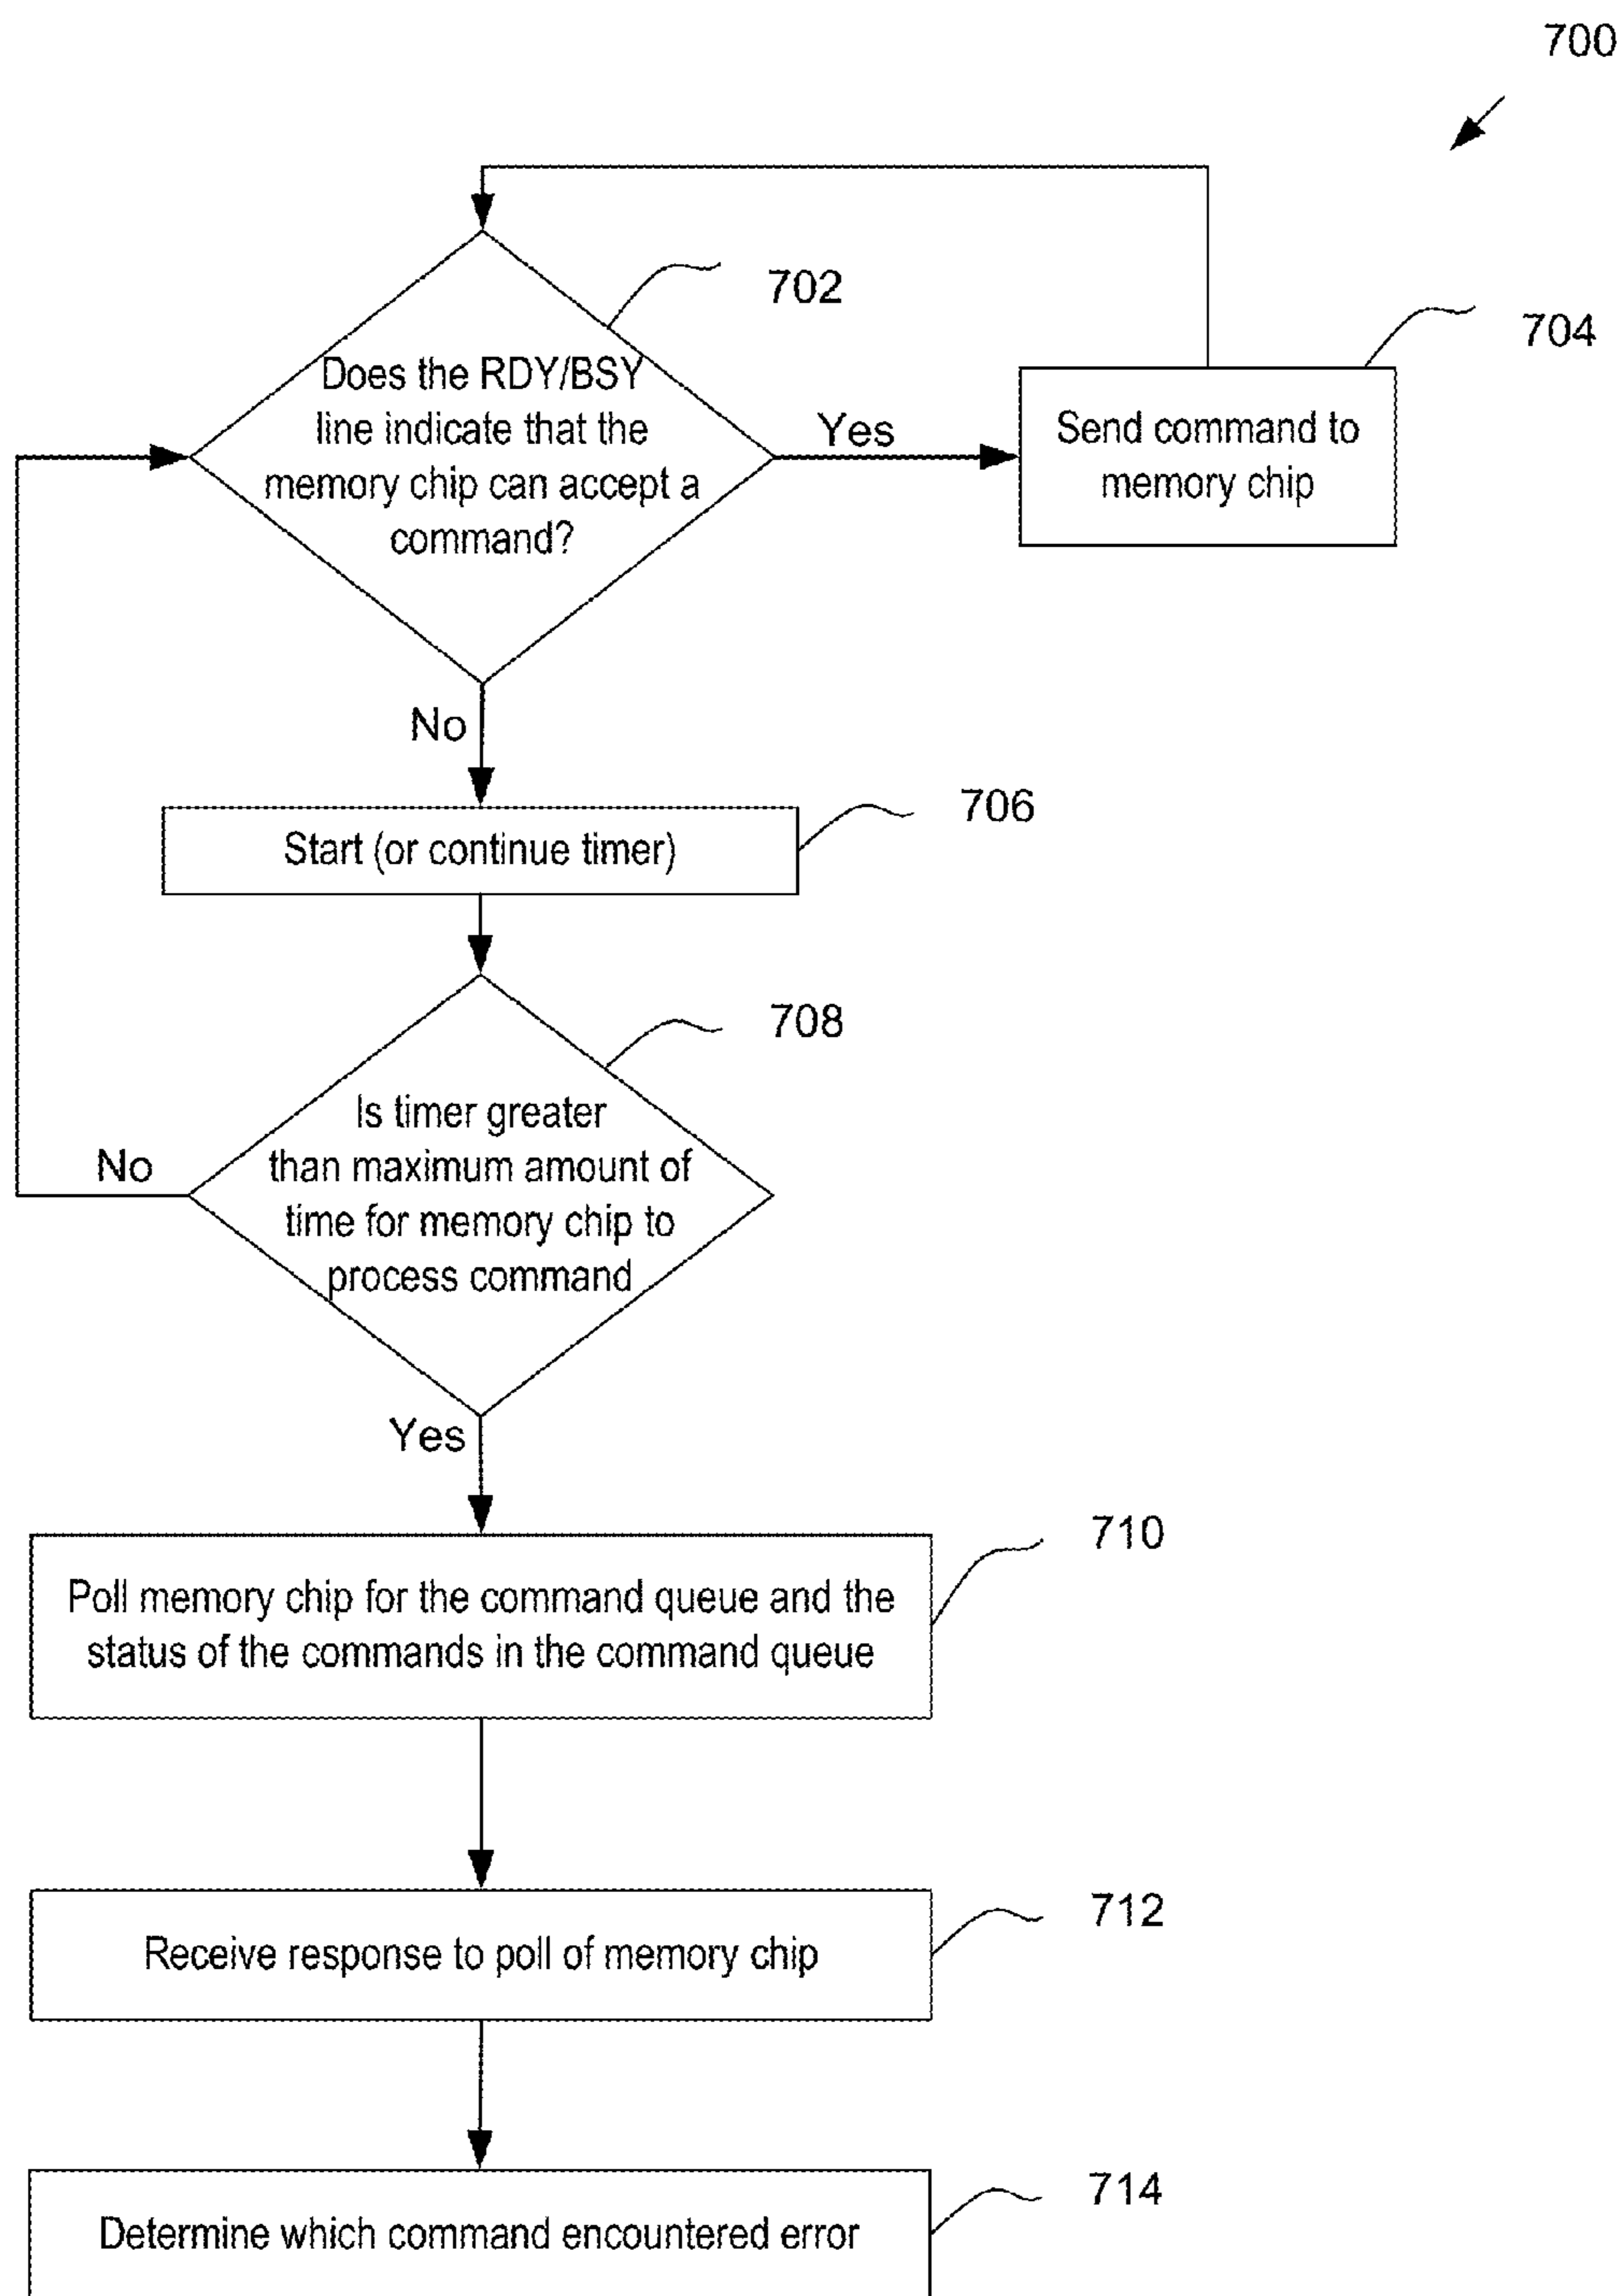 700
702
Does the RDY/BSY
line indicate that the
memory chip can accept a
command?
Yes
704
Send command to
memory chip
No
706
Start (or continue timer)
708
Is timer greater
than maximum amount of
time for memory chip to
process command
No
Yes
710
Poll memory chip for the command queue and the
status of the commands in the command queue
712
Receive response to poll of memory chip
714
Determine which command encountered error